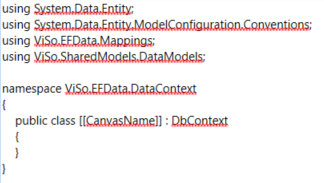 using System.Data.Entity;
using System.Data.Entity.ModelConfiguration.Conventions;
using ViSo.EFData.Mappings;
using ViSo.SharedModels.DataModels;

namespace ViSo.EFData.DataContext
{
    public class [[CanvasName]] : DbContext
    {
    }
}